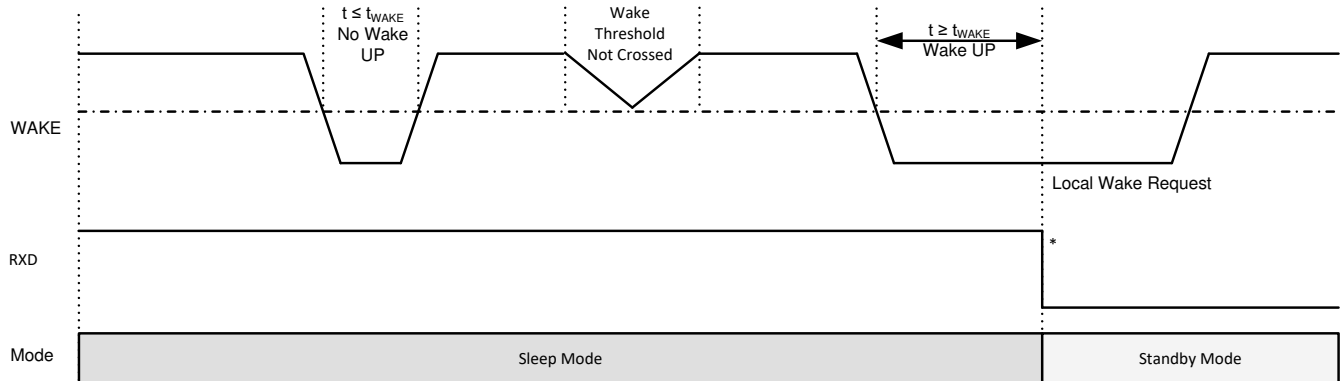 t ≤ tWAKE
No Wake
UP
Wake
Threshold
Not Crossed
t ≥ tWAKE
Wake UP
WAKE
Local Wake Request
RXD
*
Mode
Sleep Mode
Standby Mode